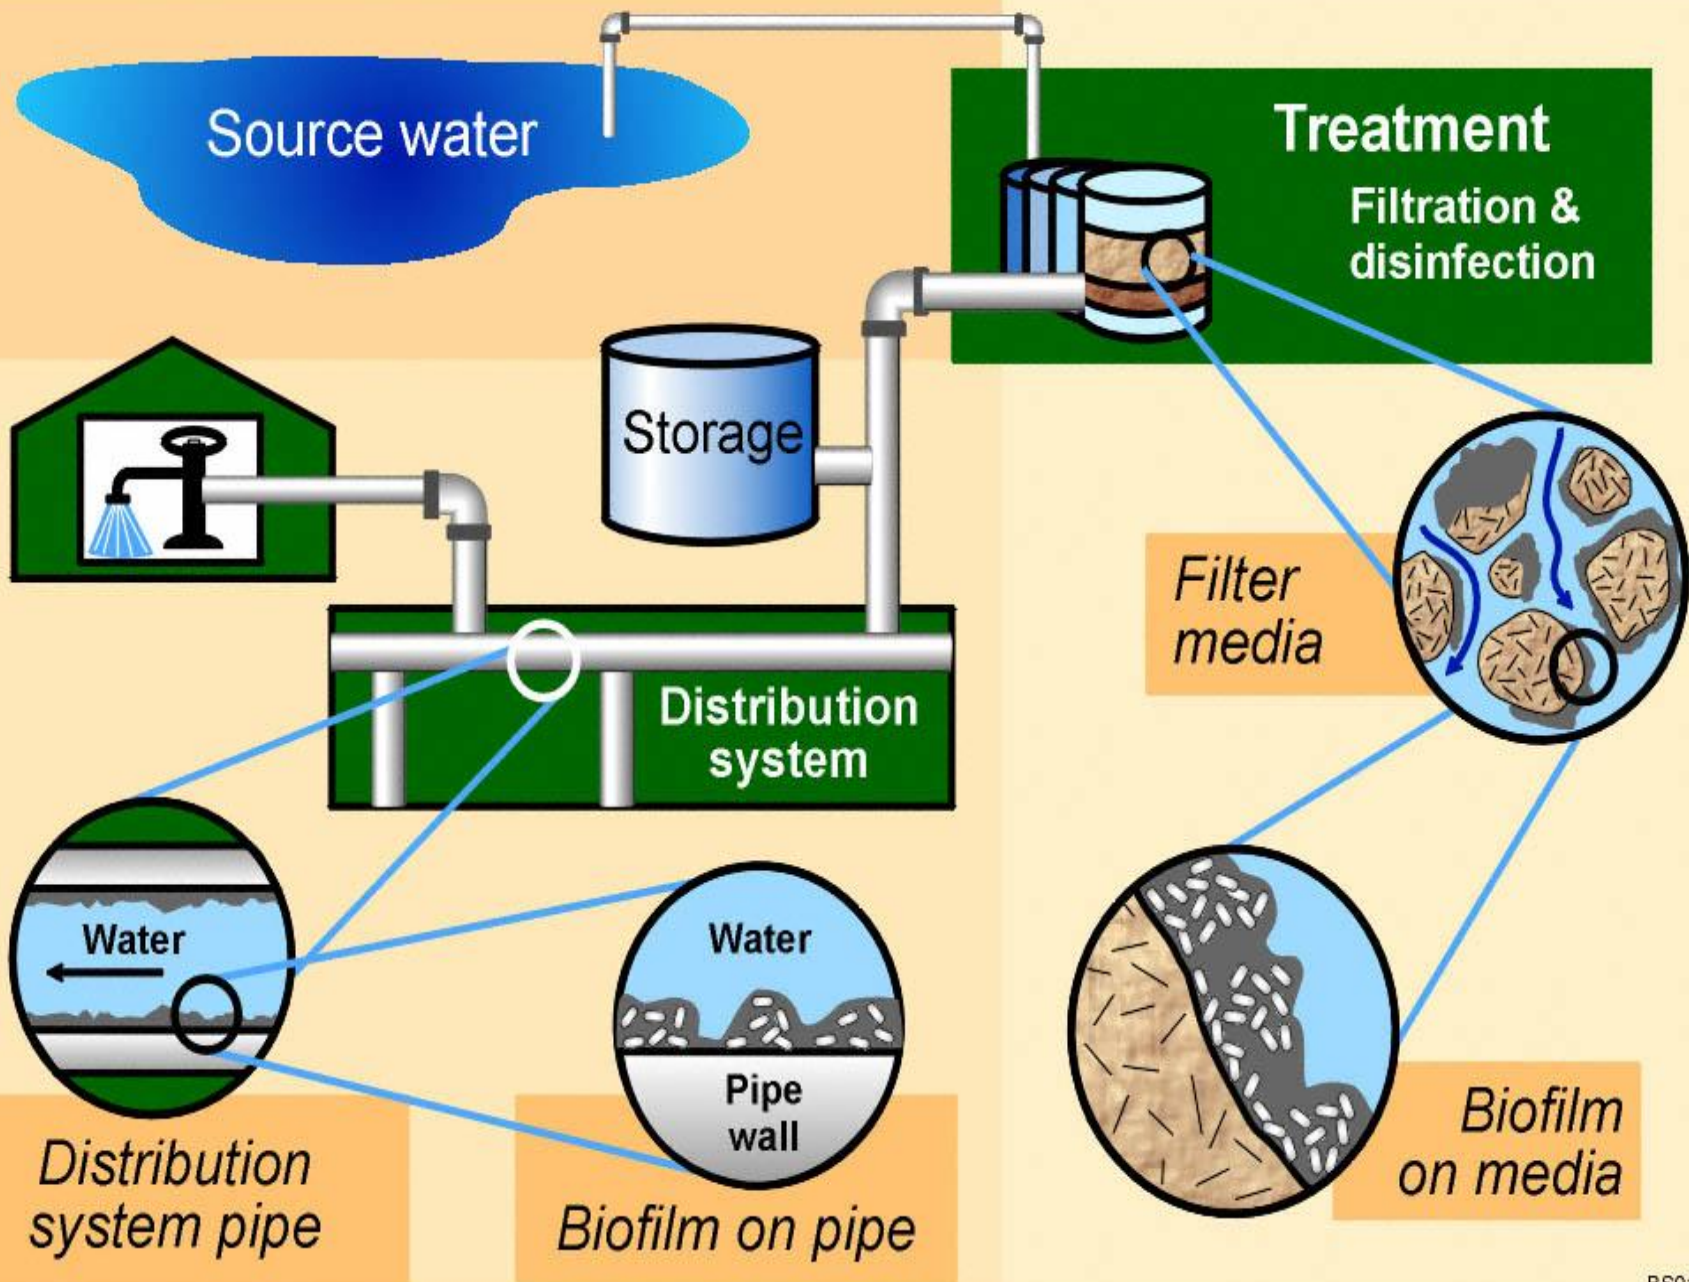 Source water
Treatment
Filtration &
disinfection
Storage
Filter
media
Distribution
system
Water
Water
Pipe
wall
Biofilm
on media
Distribution
system pipe
Biofilm on pipe